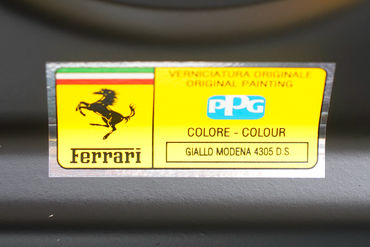 VERNICIATURA ORIGINALE
ORIGINAL PAINTING
PPG
COLORE - COLOUR
GIALLO MODENA 4305 D.S.
Ferrari